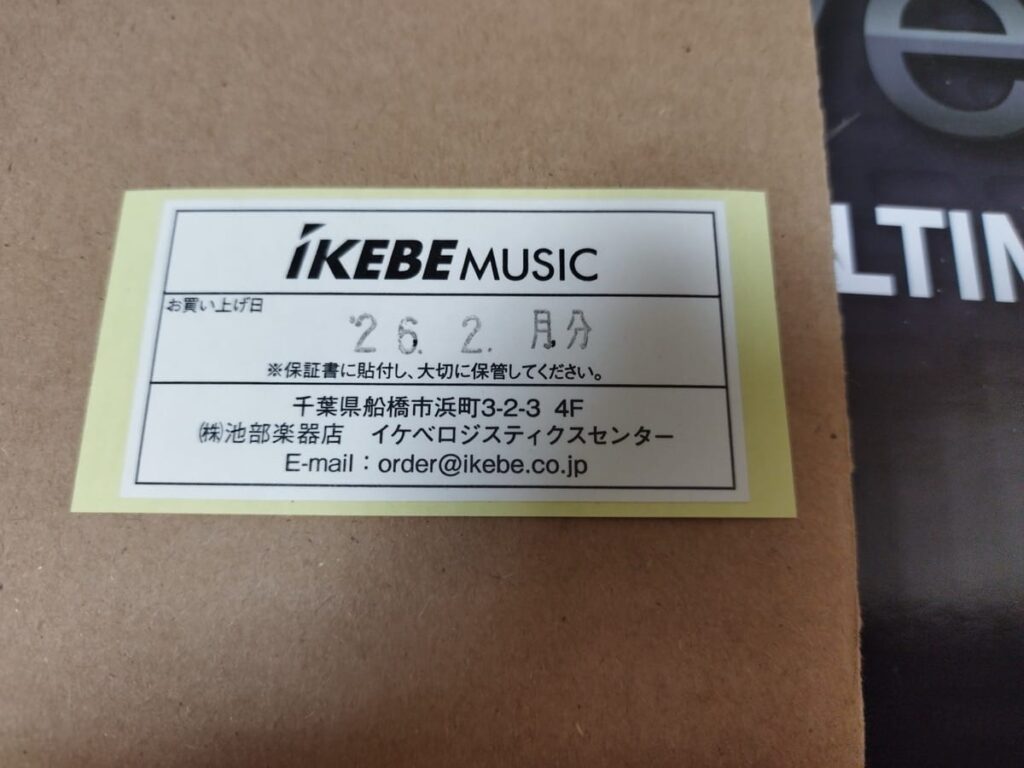 iKEBE MUSIC
お買い上げ日
'26.2.月分
※保証書に貼付し、大切に保管してください。
千葉県船橋市浜町3-2-3 4F
㈱池部楽器店 イケベロジスティクスセンター
E-mail：order@ikebe.co.jp